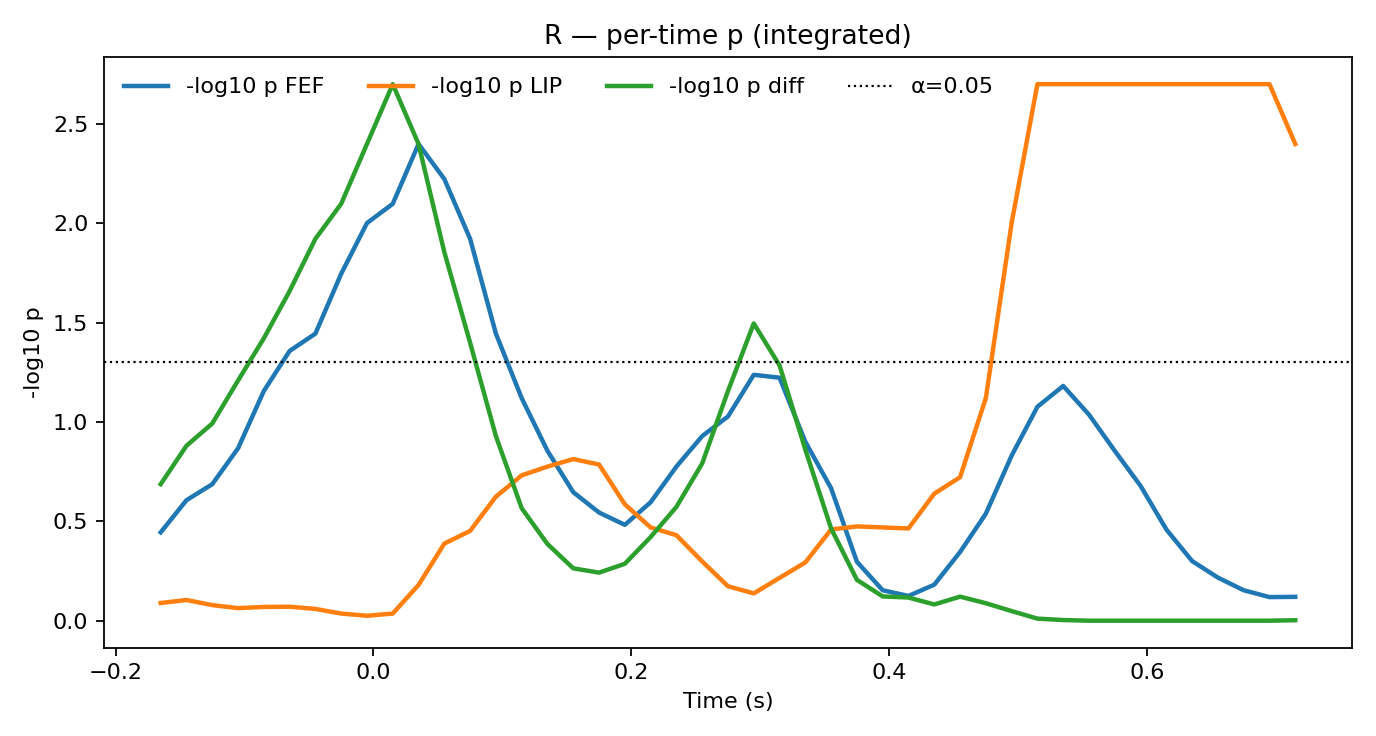 R — per-time p (integrated)
-log10 p FEF -log10 p LIP -log10 p diff α=0.05
-log10 p
2.5
2.0
1.5
1.0
0.5
0.0
−0.2 0.0 0.2 0.4 0.6
Time (s)